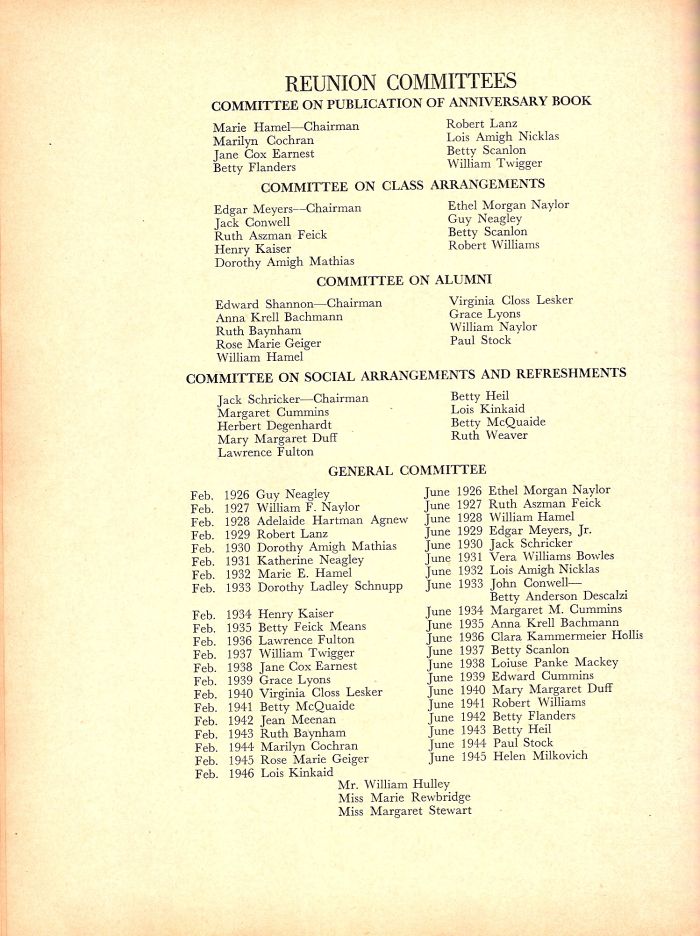 REUNION COMMITTEES
COMMITTEE ON PUBLICATION OF ANNIVERSARY BOOK
Marie Hamel—Chairman
Marilyn Cochran
Jane Cox Earnest
Betty Flanders
Robert Lanz
Lois Amigh Nicklas
Betty Scanlon
William Twigger
COMMITTEE ON CLASS ARRANGEMENTS
Edgar Meyers—Chairman
Jack Conwell
Ruth Aszman Feick
Henry Kaiser
Dorothy Amigh Mathias
Ethel Morgan Naylor
Guy Neagley
Betty Scanlon
Robert Williams
COMMITTEE ON ALUMNI
Edward Shannon—Chairman
Anna Krell Bachmann
Ruth Baynham
Rose Marie Geiger
William Hamel
Virginia Closs Lesker
Grace Lyons
William Naylor
Paul Stock
COMMITTEE ON SOCIAL ARRANGEMENTS AND REFRESHMENTS
Jack Schricker—Chairman
Margaret Cummins
Herbert Degenhardt
Mary Margaret Duff
Lawrence Fulton
Betty Heil
Lois Kinkaid
Betty McQuaide
Ruth Weaver
GENERAL COMMITTEE
Feb. 1926 Guy Neagley
Feb. 1927 William F. Naylor
Feb. 1928 Adelaide Hartman Agnew
Feb. 1929 Robert Lanz
Feb. 1930 Dorothy Amigh Mathias
Feb. 1931 Katherine Neagley
Feb. 1932 Marie E. Hamel
Feb. 1933 Dorothy Ladley Schnupp
Feb. 1934 Henry Kaiser
Feb. 1935 Betty Feick Means
Feb. 1936 Lawrence Fulton
Feb. 1937 William Twigger
Feb. 1938 Jane Cox Earnest
Feb. 1939 Grace Lyons
Feb. 1940 Virginia Closs Lesker
Feb. 1941 Betty McQuaide
Feb. 1942 Jean Meenan
Feb. 1943 Ruth Baynham
Feb. 1944 Marilyn Cochran
Feb. 1945 Rose Marie Geiger
Feb. 1946 Lois Kinkaid
June 1926 Ethel Morgan Naylor
June 1927 Ruth Aszman Feick
June 1928 William Hamel
June 1929 Edgar Meyers, Jr.
June 1930 Jack Schricker
June 1931 Vera Williams Bowles
June 1932 Lois Amigh Nicklas
June 1933 John Conwell—
Betty Anderson Descalzi
June 1934 Margaret M. Cummins
June 1935 Anna Krell Bachmann
June 1936 Clara Kammermeier Hollis
June 1937 Betty Scanlon
June 1938 Loiuse Panke Mackey
June 1939 Edward Cummins
June 1940 Mary Margaret Duff
June 1941 Robert Williams
June 1942 Betty Flanders
June 1943 Betty Heil
June 1944 Paul Stock
June 1945 Helen Milkovich
Mr. William Hulley
Miss Marie Rewbridge
Miss Margaret Stewart